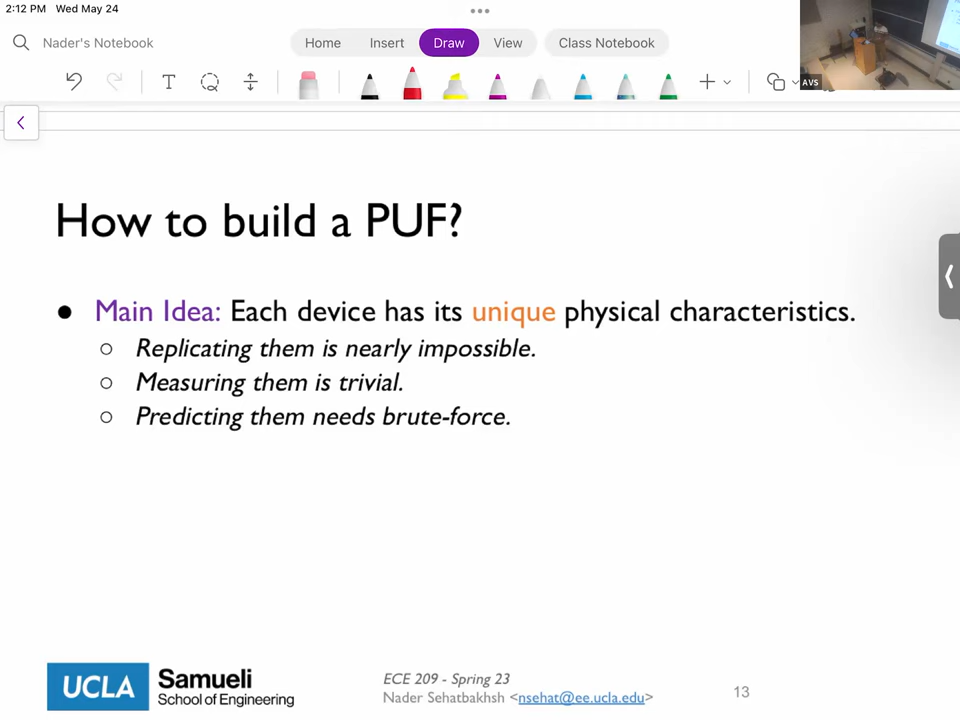 2:12 PM Wed May 24
Nader's Notebook
Home Insert Draw View Class Notebook
T
AVS
How to build a PUF?
● Main Idea: Each device has its unique physical characteristics.
○ Replicating them is nearly impossible.
○ Measuring them is trivial.
○ Predicting them needs brute-force.
UCLA Samueli
School of Engineering
ECE 209 - Spring 23
Nader Sehatbakhsh <nsehat@ee.ucla.edu>
13